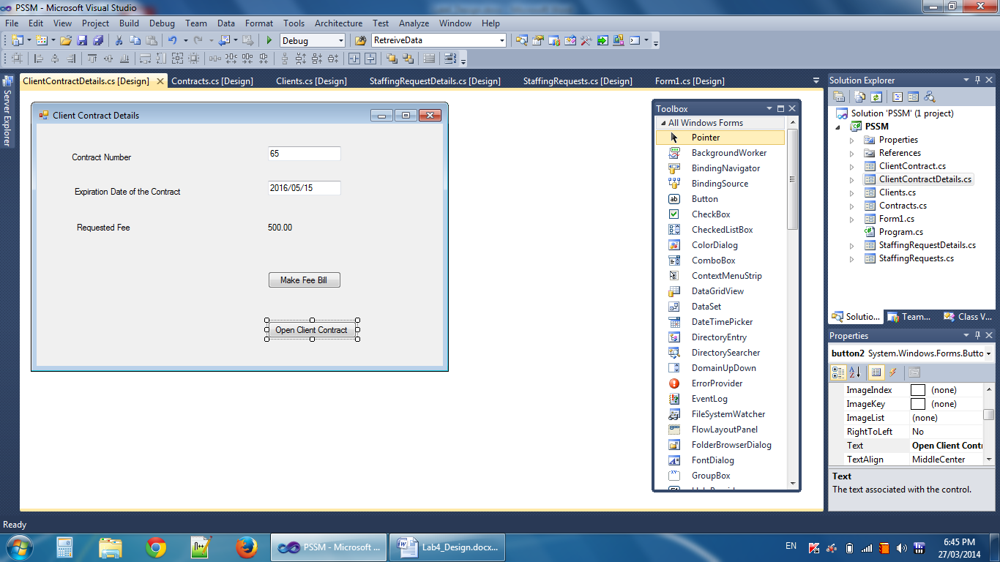 PSSM - Microsoft Visual Studio
File Edit View Project Build Debug Team Data Format Tools Architecture Test Analyze Window Help
Debug RetreiveData
ClientContractDetails.cs [Design] Contracts.cs [Design] Clients.cs [Design] StaffingRequestDetails.cs [Design] StaffingRequests.cs [Design] Form1.cs [Design]
Server Explorer
Client Contract Details
Contract Number 65
Expiration Date of the Contract 2016/05/15
Requested Fee 500.00
Make Fee Bill
Open Client Contract
Toolbox
All Windows Forms
Pointer
BackgroundWorker
BindingNavigator
BindingSource
Button
CheckBox
CheckedListBox
ColorDialog
ComboBox
ContextMenuStrip
DataGridView
DataSet
DateTimePicker
DirectoryEntry
DirectorySearcher
DomainUpDown
ErrorProvider
EventLog
FileSystemWatcher
FlowLayoutPanel
FolderBrowserDialog
FontDialog
GroupBox
Solution Explorer
Solution 'PSSM' (1 project)
PSSM
Properties
References
ClientContract.cs
ClientContractDetails.cs
Clients.cs
Contracts.cs
Form1.cs
Program.cs
StaffingRequestDetails.cs
StaffingRequests.cs
Solutio... Team... Class V...
Properties
button2 System.Windows.Forms.Butto
ImageIndex (none)
ImageKey (none)
ImageList (none)
RightToLeft No
Text Open Client Contr
TextAlign MiddleCenter
Text
The text associated with the control.
Ready
PSSM - Microsoft ... Lab4_Design.docx...
EN
6:45 PM
27/03/2014